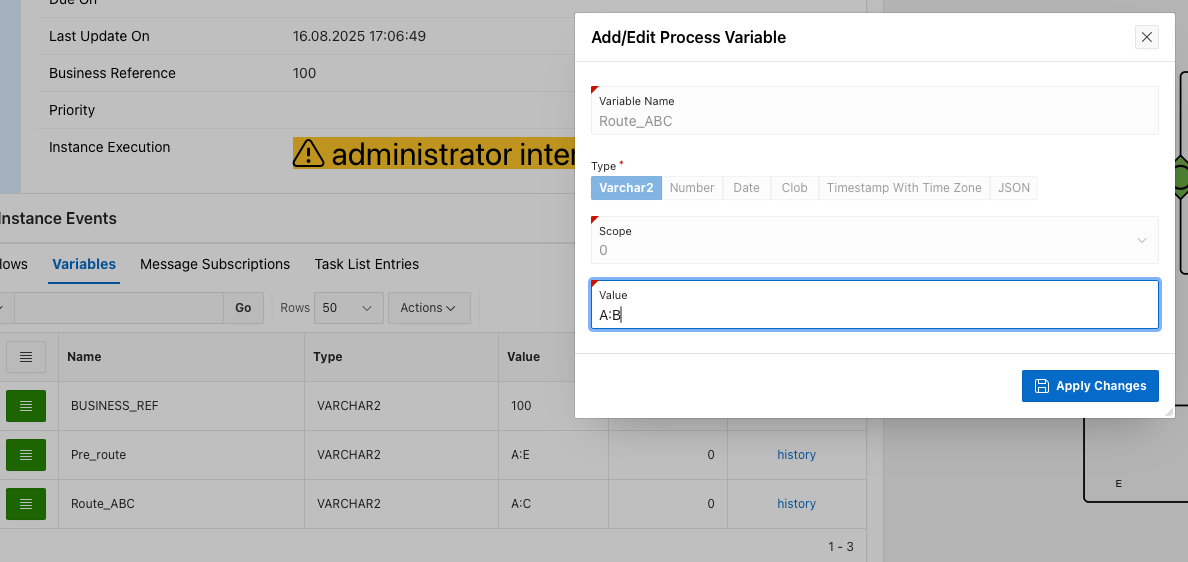 Due On
Last Update On 16.08.2025 17:06:49
Business Reference 100
Priority
Instance Execution administrator
Instance Events
Variables Message Subscriptions Task List Entries
Go Rows 50 Actions
Name Type Value
BUSINESS_REF VARCHAR2 100
Pre_route VARCHAR2 A:E 0 history
Route_ABC VARCHAR2 A:C 0 history
1 - 3
Add/Edit Process Variable
Variable Name
Route_ABC
Type *
Varchar2 Number Date Clob Timestamp With Time Zone JSON
Scope
0
Value
A:B
Apply Changes
E